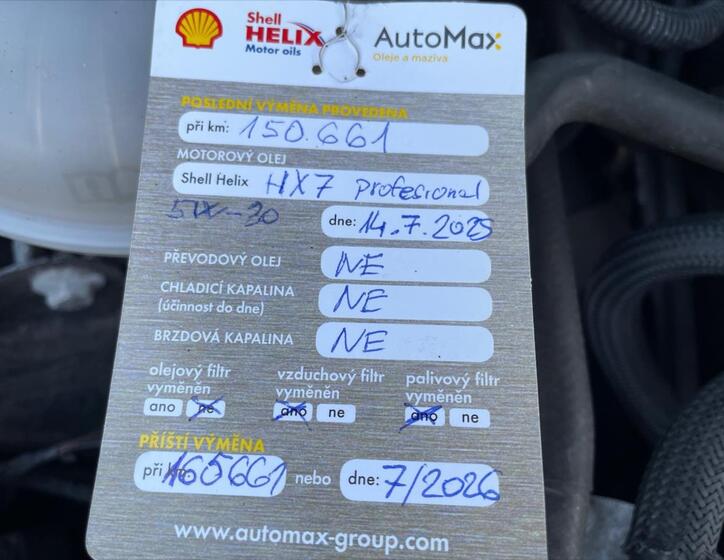 Shell
HELIX
Motor oils
AutoMax
Oleje a maziva
POSLEDNÍ VÝMĚNA PROVEDENA
při km: 150.661
MOTOROVÝ OLEJ
Shell Helix HX7 profesional
5W-30
dne: 14.7.2025
PŘEVODOVÝ OLEJ NE
CHLADICÍ KAPALINA NE
(účinnost do dne)
BRZDOVÁ KAPALINA NE
olejový filtr vyměněn
ano ne
vzduchový filtr vyměněn
ano ne
palivový filtr vyměněn
ano ne
PŘÍŠTÍ VÝMĚNA
při km: 165661 nebo dne: 7/2026
www.automax-group.com